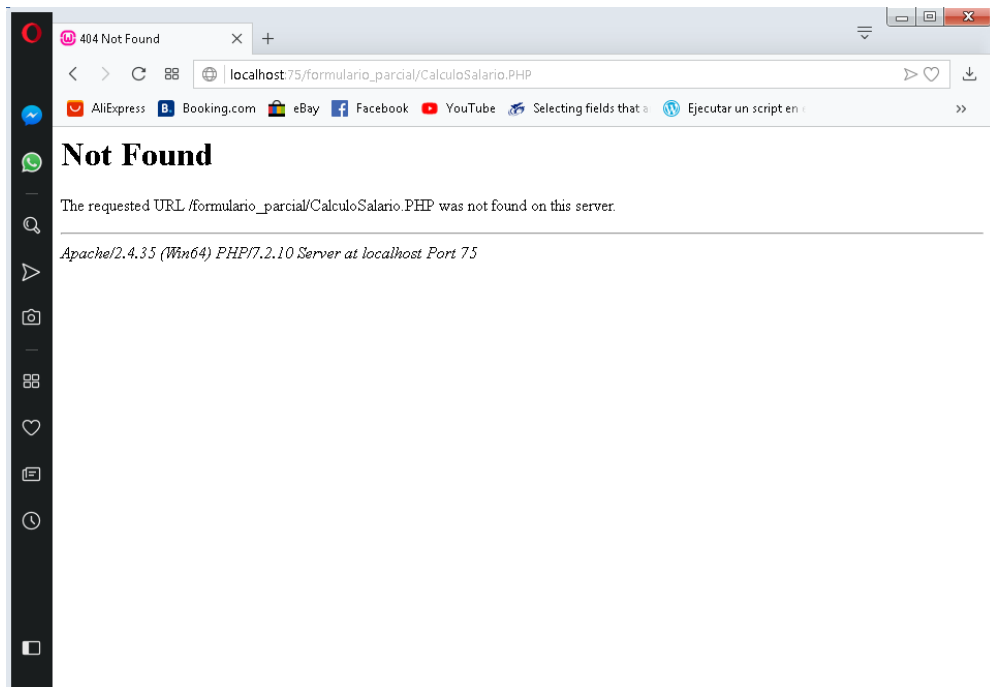 404 Not Found
localhost:75/formulario_parcial/CalculoSalario.PHP
AliExpress B. Booking.com eBay Facebook YouTube Selecting fields that a Ejecutar un script en
Not Found
The requested URL /formulario_parcial/CalculoSalario.PHP was not found on this server.
Apache/2.4.35 (Win64) PHP/7.2.10 Server at localhost Port 75